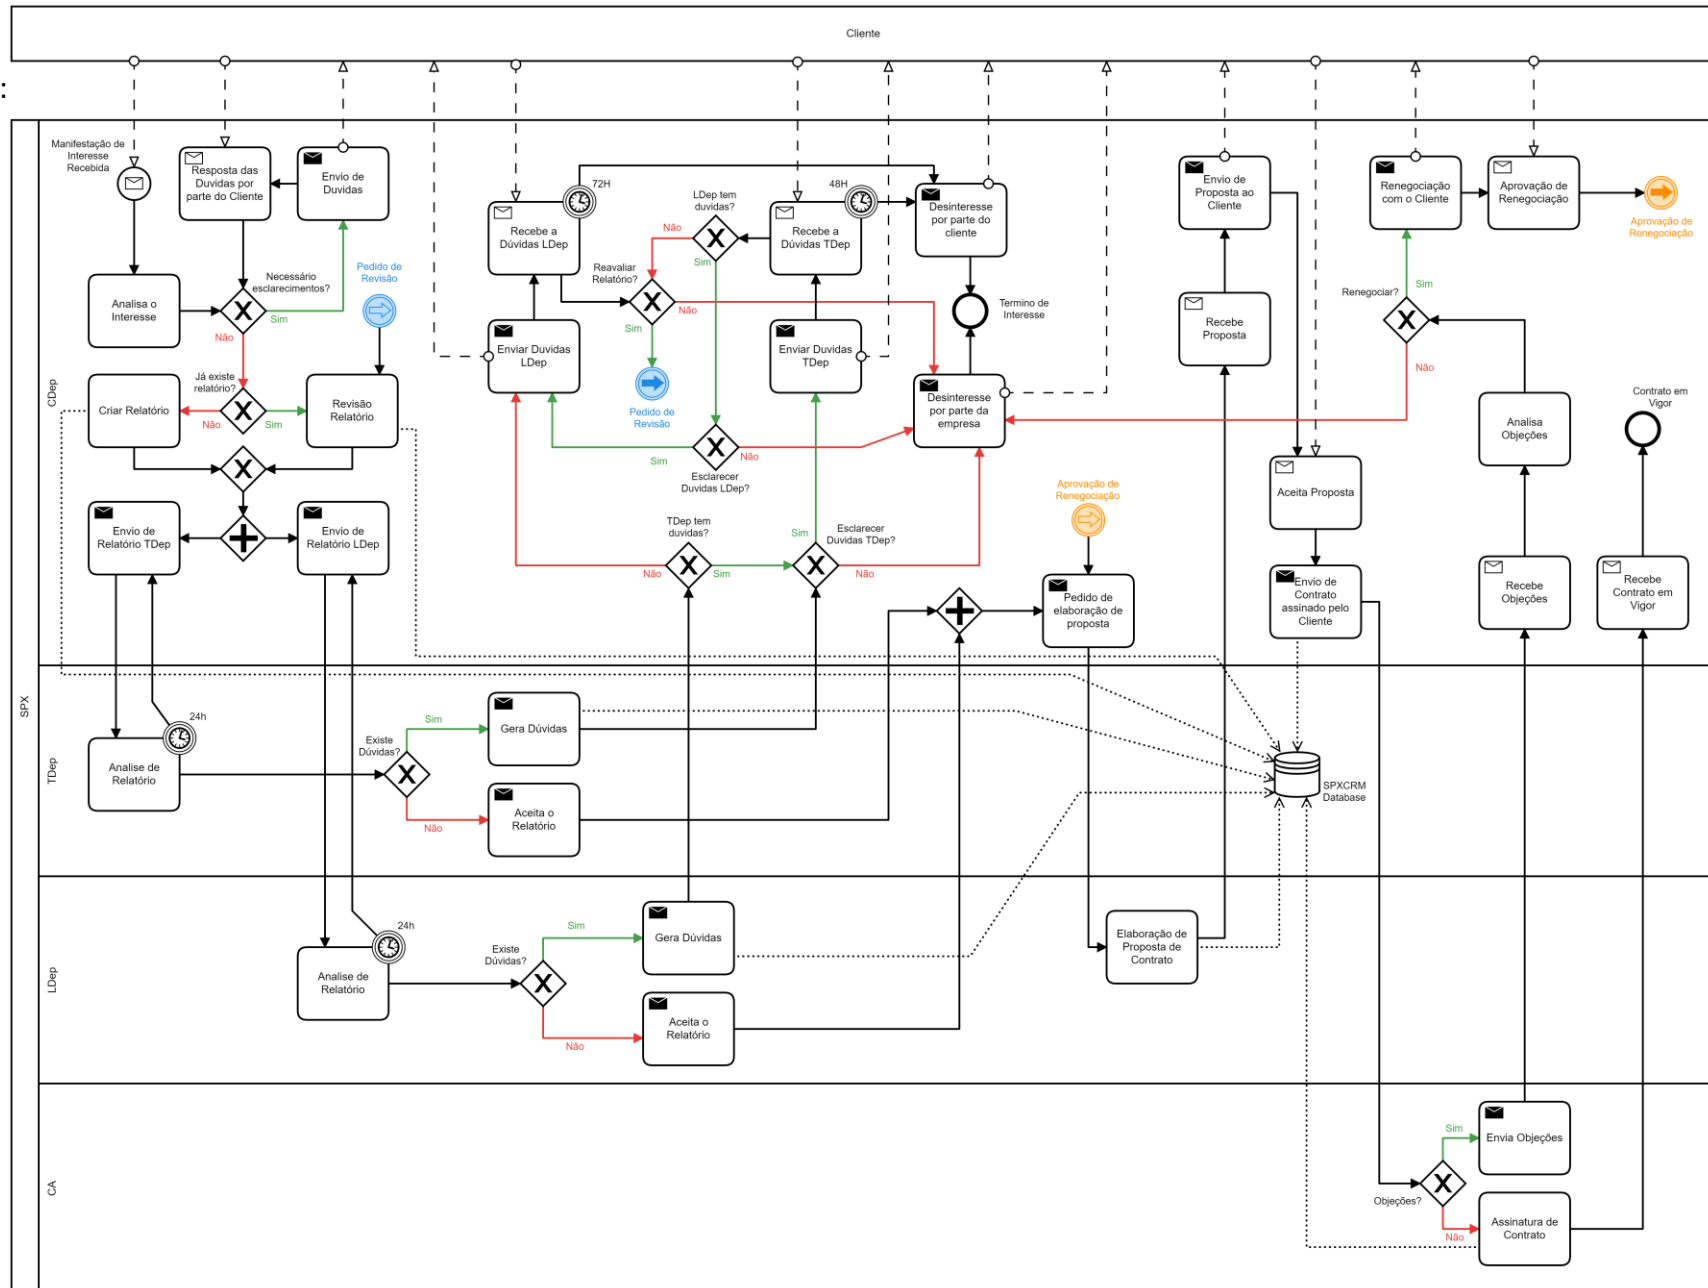 Cliente
:
SPX
CDep
Manifestação de
Interesse
Recebida
Resposta das
Duvidas por
parte do Cliente
Envio de
Duvidas
Analisa o
Interesse
Necessário
esclarecimentos?
Sim
Não
Pedido de
Revisão
Já existe
relatório?
Não
Sim
Criar Relatório
Revisão
Relatório
Envio de
Relatório TDep
Envio de
Relatório LDep
72H
Recebe a
Dúvidas LDep
LDep tem
duvidas?
Não
Sim
48H
Recebe a
Dúvidas TDep
Desinteresse
por parte do
cliente
Reavaliar
Relatório?
Sim
Não
Termino de
Interesse
Enviar Duvidas
LDep
Enviar Duvidas
TDep
Pedido de
Revisão
Desinteresse
por parte da
empresa
Sim
Não
Esclarecer
Duvidas LDep?
TDep tem
duvidas?
Não
Sim
Sim
Esclarecer
Duvidas TDep?
Não
Aprovação de
Renegociação
Pedido de
elaboração de
proposta
Envio de
Proposta ao
Cliente
Recebe
Proposta
Renegociação
com o Cliente
Aprovação de
Renegociação
Aprovação de
Renegociação
Renegociar?
Sim
Não
Aceita Proposta
Envio de
Contrato
assinado pelo
Cliente
Analisa
Objeções
Recebe
Objeções
Contrato em
Vigor
Recebe
Contrato em
Vigor
TDep
24h
Analise de
Relatório
Existe
Dúvidas?
Sim
Não
Gera Dúvidas
Aceita o
Relatório
SPXCRM
Database
LDep
24h
Analise de
Relatório
Existe
Dúvidas?
Sim
Não
Gera Dúvidas
Aceita o
Relatório
Elaboração de
Proposta de
Contrato
CA
Objeções?
Sim
Não
Envia Objeções
Assinatura de
Contrato